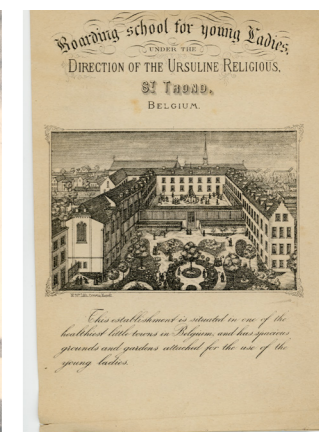 Boarding school for young Ladies,
UNDER THE
DIRECTION OF THE URSULINE RELIGIOUS,
ST TROND,
BELGIUM.
This establishment is situated in one of the
healthiest little towns in Belgium, and has spacious
grounds and gardens attached for the use of the
young ladies.